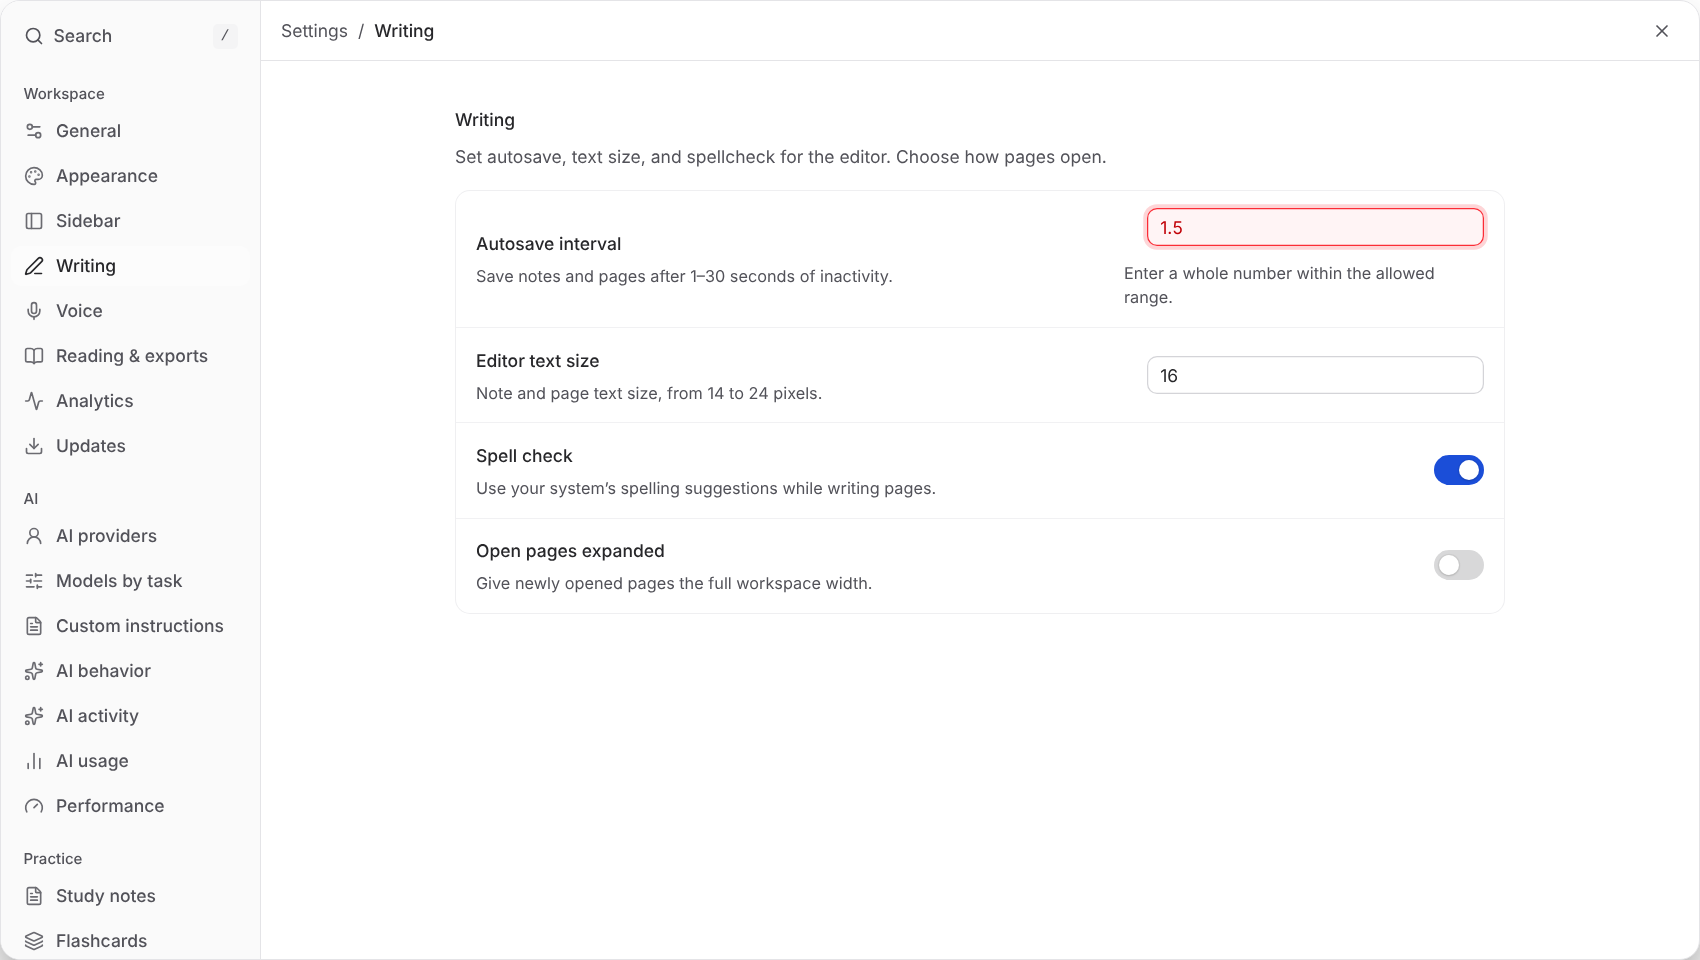 Search
/
Workspace
General
Appearance
Sidebar
Writing
Voice
Reading & exports
Analytics
Updates
AI
AI providers
Models by task
Custom instructions
AI behavior
AI activity
AI usage
Performance
Practice
Study notes
Flashcards
Settings / Writing
Writing
Set autosave, text size, and spellcheck for the editor. Choose how pages open.
Autosave interval
Save notes and pages after 1–30 seconds of inactivity.
1.5
Enter a whole number within the allowed
range.
Editor text size
Note and page text size, from 14 to 24 pixels.
16
Spell check
Use your system’s spelling suggestions while writing pages.
Open pages expanded
Give newly opened pages the full workspace width.